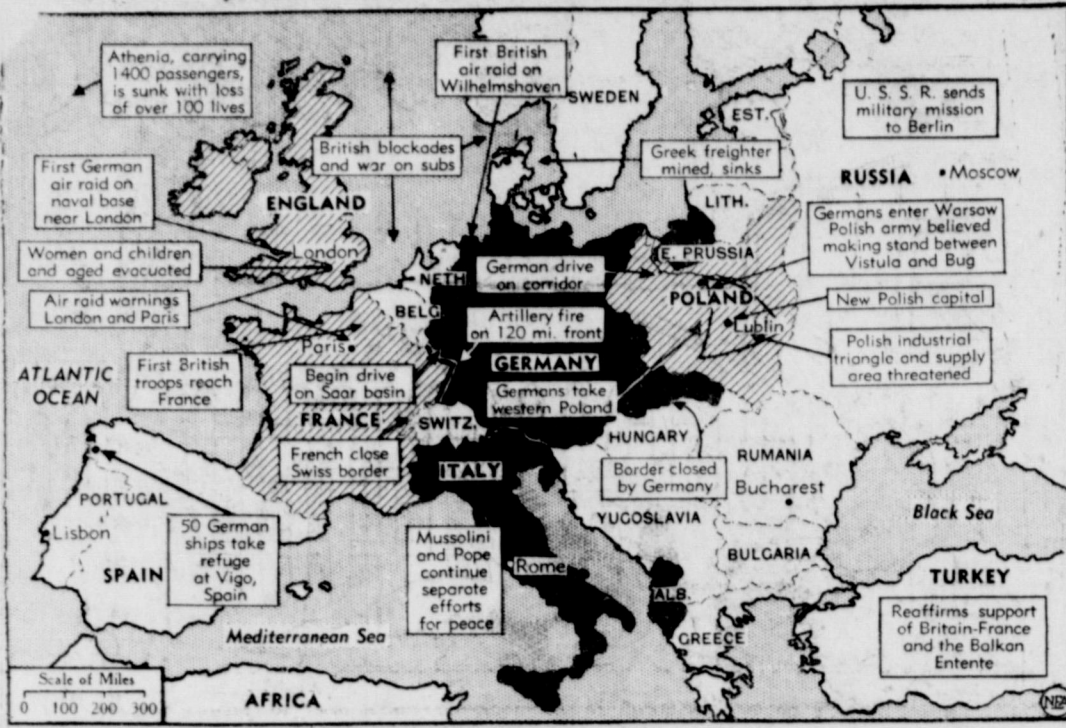 Athenia, carrying
1400 passengers,
is sunk with loss
of over 100 lives
First British
air raid on
Wilhelmshaven
SWEDEN
EST.
U. S. S. R. sends
military mission
to Berlin
British blockades
and war on subs
Greek freighter
mined, sinks
First German
air raid on
naval base
near London
ENGLAND
LITH.
RUSSIA
Moscow
Germans enter Warsaw
Polish army believed
making stand between
Vistula and Bug
Women and children
and aged evacuated
London
NETH
German drive
on corridor
E. PRUSSIA
POLAND
New Polish capital
Air raid warnings
London and Paris
BELG
Artillery fire
on 120 mi. front
Lublin
Paris
GERMANY
Polish industrial
triangle and supply
area threatened
First British
troops reach
France
ATLANTIC
OCEAN
Begin drive
on Saar basin
Germans take
western Poland
FRANCE
SWITZ.
HUNGARY
French close
Swiss border
ITALY
RUMANIA
Border closed
by Germany
Bucharest
PORTUGAL
Lisbon
YUGOSLAVIA
Black Sea
50 German
ships take
refuge
at Vigo,
Spain
SPAIN
Mussolini
and Pope
continue
separate
efforts
for peace
Rome
BULGARIA
TURKEY
ALB.
Reaffirms support
of Britain-France
and the Balkan
Entente
GREECE
Mediterranean Sea
Scale of Miles
0 100 200 300
AFRICA